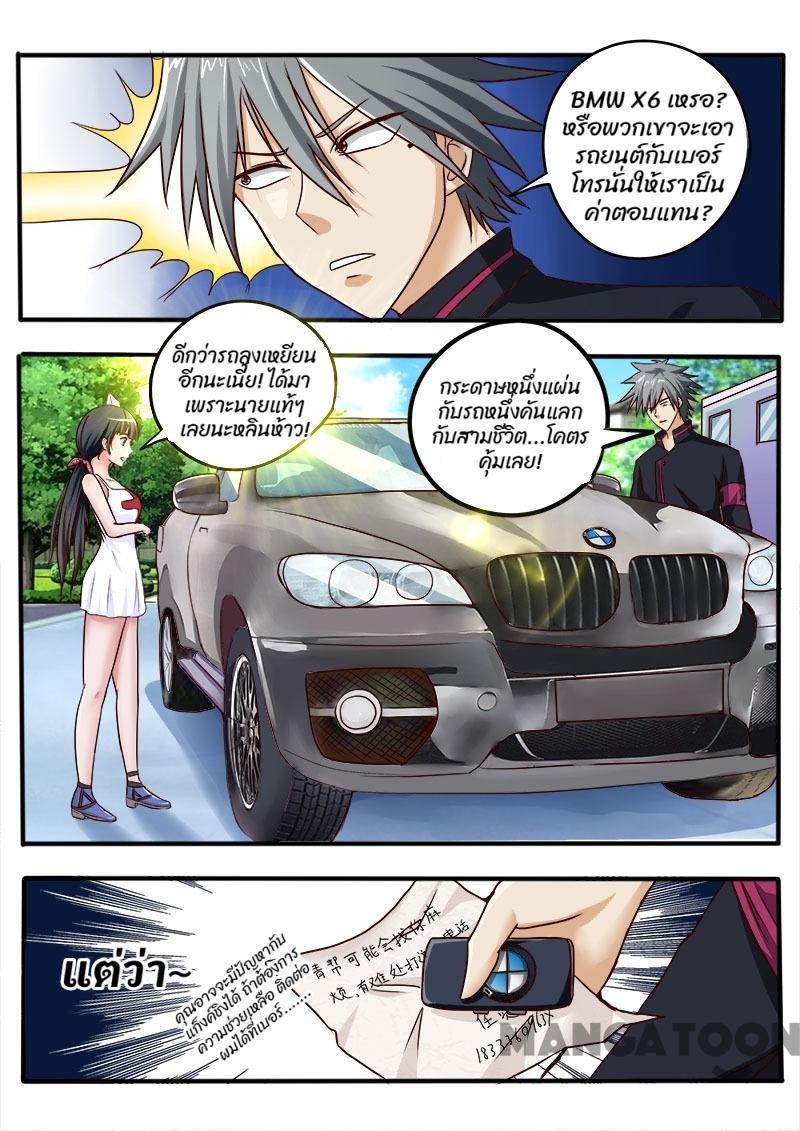 BMW X6 เหรอ?
หรือพวกเขาจะเอา
รถยนต์กับเบอร์
โทรนั่นให้เราเป็น
ค่าตอบแทน?
ดีกว่ารถลุงเหยียน
อีกนะเนี่ย! ได้มา
เพราะนายแท้ๆ
เลยนะหลินห้าว!
กระดาษหนึ่งแผ่น
กับรถหนึ่งคันแลก
กับสามชีวิต...โคตร
คุ้มเลย!
แต่ว่า~
คุณอาจจะมีปัญหากับ
แก๊งค์ชิงได้ ถ้าต้องการ
ความช่วยเหลือ ติดต่อ
ผมได้ที่เบอร์.......
青帮可能会找你麻
烦,有难处打 电话
MANGATOON